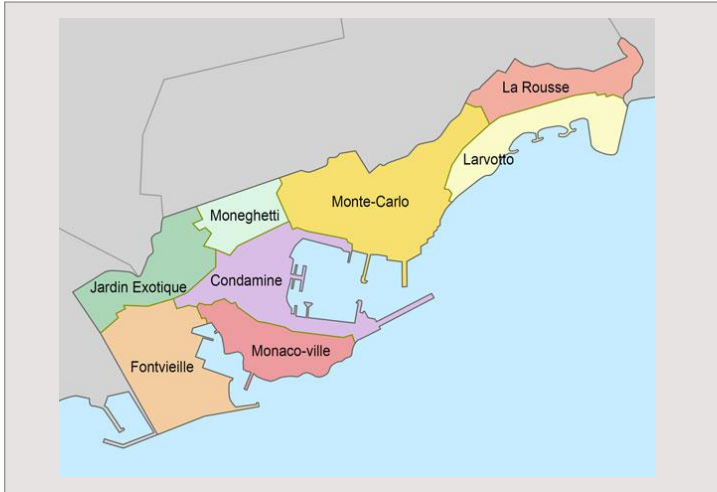 La Rousse
Larvotto
Monte-Carlo
Moneghetti
Jardin Exotique
Condamine
Monaco-ville
Fontvieille